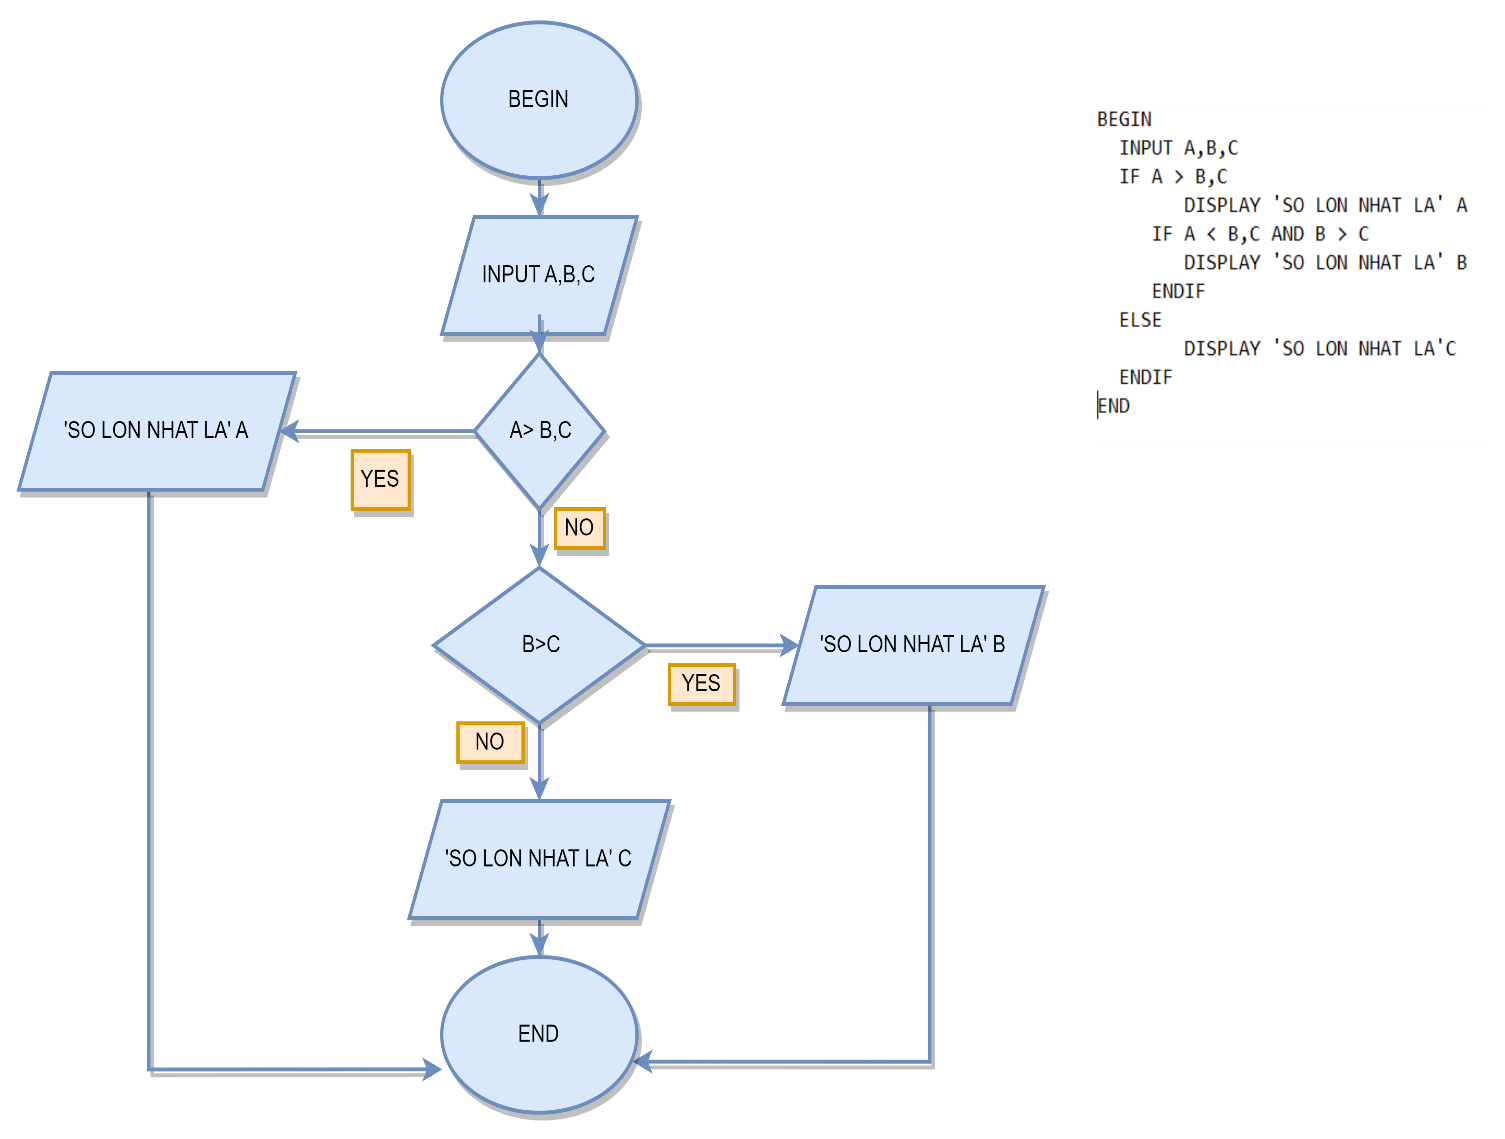 BEGIN
INPUT A,B,C
A> B,C
'SO LON NHAT LA' A
YES
NO
B>C
'SO LON NHAT LA' B
YES
NO
'SO LON NHAT LA' C
END
BEGIN
INPUT A,B,C
IF A > B,C
DISPLAY 'SO LON NHAT LA' A
IF A < B,C AND B > C
DISPLAY 'SO LON NHAT LA' B
ENDIF
ELSE
DISPLAY 'SO LON NHAT LA'C
ENDIF
END